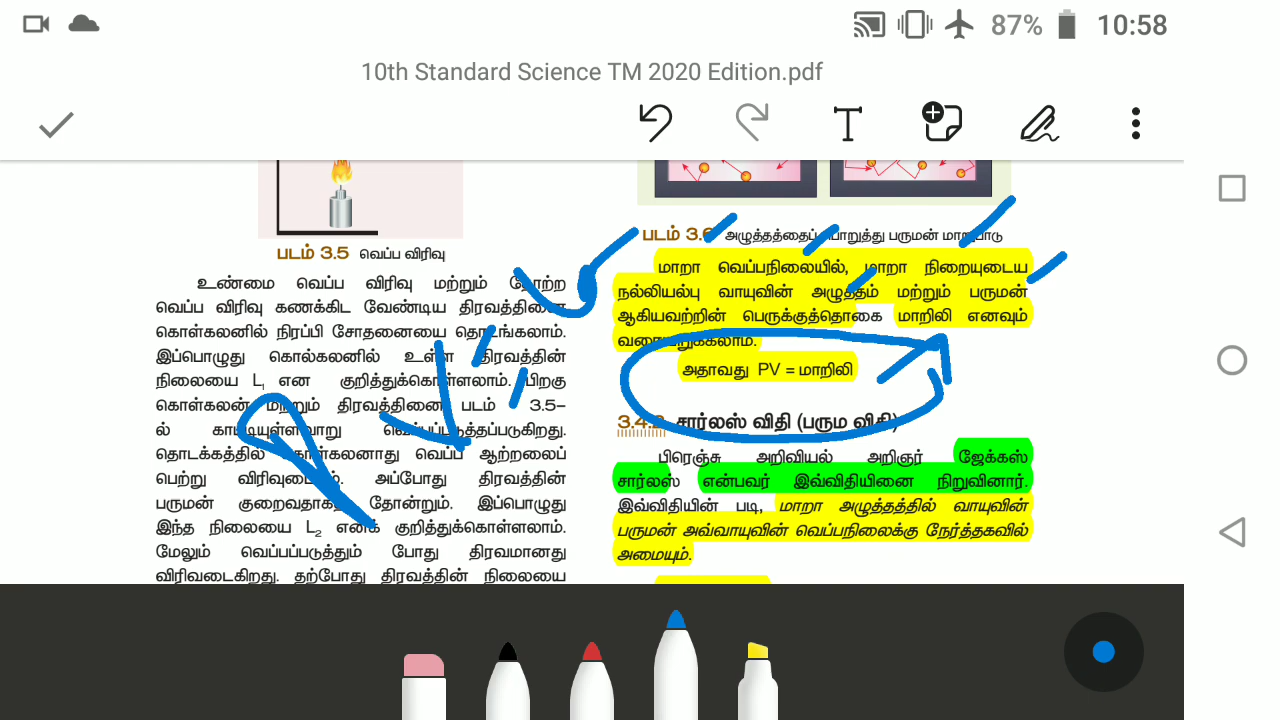 87% 10:58
10th Standard Science TM 2020 Edition.pdf
படம் 3.5 வெப்ப விரிவு
உண்மை வெப்ப விரிவு மற்றும் தோற்ற
வெப்ப விரிவு கணக்கிட வேண்டிய திரவத்தினை
கொள்கலனில் நிரப்பி சோதனையை தொடங்கலாம்.
இப்பொழுது கொல்கலனில் உள்ள திரவத்தின்
நிலையை L₁ என குறித்துக்கொள்ளலாம். பிறகு
கொள்கலன் மற்றும் திரவத்தினை படம் 3.5–
ல் காட்டியுள்ளவாறு வெப்பப்படுத்தப்படுகிறது.
தொடக்கத்தில் கொள்கலனாது வெப்ப ஆற்றலைப்
பெற்று விரிவுடையும். அப்போது திரவத்தின்
பருமன் குறைவதாகத் தோன்றும். இப்பொழுது
இந்த நிலையை L₂ எனக் குறித்துக்கொள்ளலாம்.
மேலும் வெப்பப்படுத்தும் போது திரவமானது
விரிவடைகிறது. தற்போது திரவத்தின் நிலையை
படம் 3.6 அழுத்தத்தைப் பொறுத்து பருமன் மாறுபாடு
மாறா வெப்பநிலையில், மாறா நிறையுடைய
நல்லியல்பு வாயுவின் அழுத்தம் மற்றும் பருமன்
ஆகியவற்றின் பெருக்குத்தொகை மாறிலி எனவும்
வரையறுக்கலாம்.
அதாவது PV = மாறிலி
3.4.2 சார்லஸ் விதி (பரும விதி)
பிரெஞ்சு அறிவியல் அறிஞர் ஜேக்கஸ்
சார்லஸ் என்பவர் இவ்விதியினை நிறுவினார்.
இவ்விதியின் படி, மாறா அழுத்தத்தில் வாயுவின்
பருமன் அவ்வாயுவின் வெப்பநிலைக்கு நேர்த்தகவில்
அமையும்.